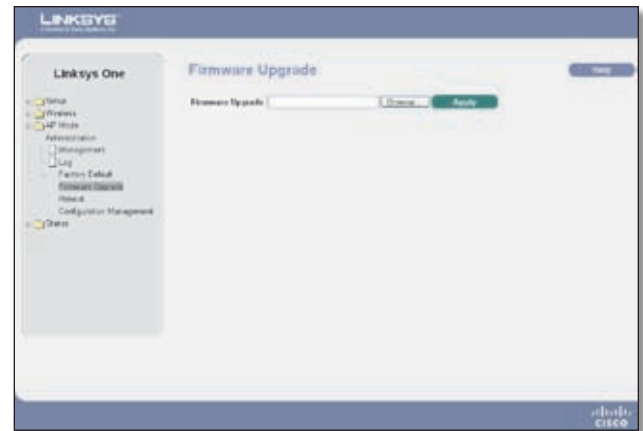 LINKSYS
Linksys One
Firmware Upgrade
Help
Firmware Upgrade
Browse...
Apply
Setup
Wireless
AP Mode
Administration
Management
Log
Factory Default
Firmware Upgrade
Reboot
Configuration Management
Status
CISCO